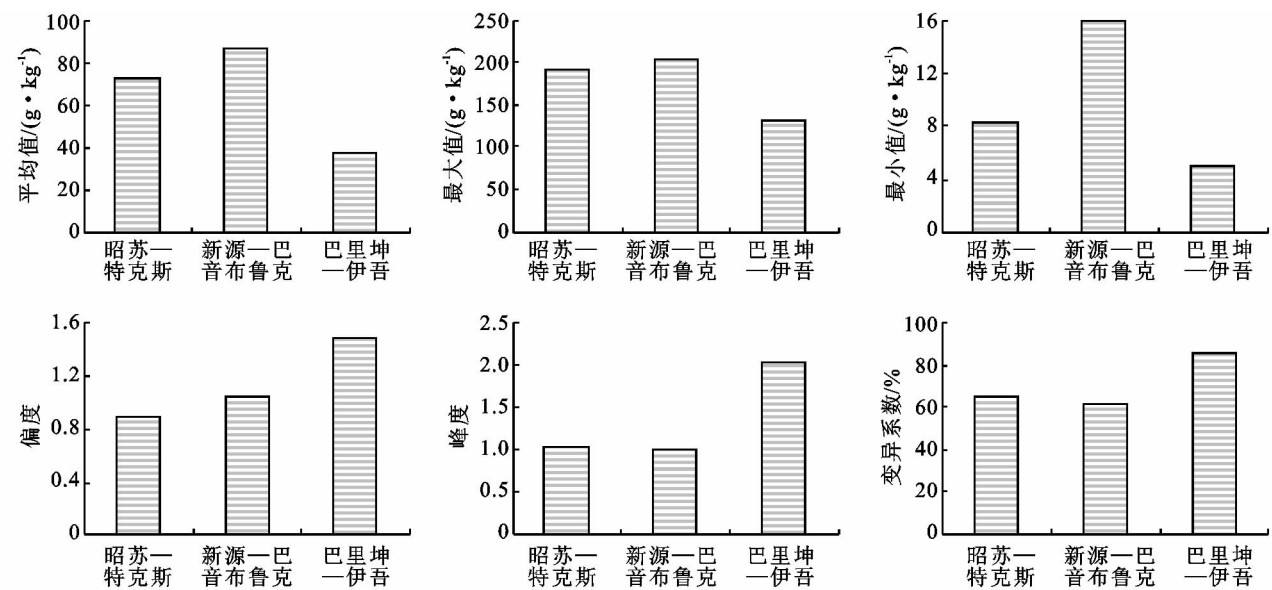 平均值/(g·kg⁻¹)
100
80
60
40
20
0
昭苏—
特克斯
新源—巴
音布鲁克
巴里坤
—伊吾
最大值/(g·kg⁻¹)
250
200
150
100
50
0
昭苏—
特克斯
新源—巴
音布鲁克
巴里坤
—伊吾
最小值/(g·kg⁻¹)
16
12
8
4
0
昭苏—
特克斯
新源—巴
音布鲁克
巴里坤
—伊吾
偏度
1.6
1.2
0.8
0.4
0
昭苏—
特克斯
新源—巴
音布鲁克
巴里坤
—伊吾
峰度
2.5
2.0
1.5
1.0
0.5
0
昭苏—
特克斯
新源—巴
音布鲁克
巴里坤
—伊吾
变异系数/%
100
80
60
40
20
0
昭苏—
特克斯
新源—巴
音布鲁克
巴里坤
—伊吾